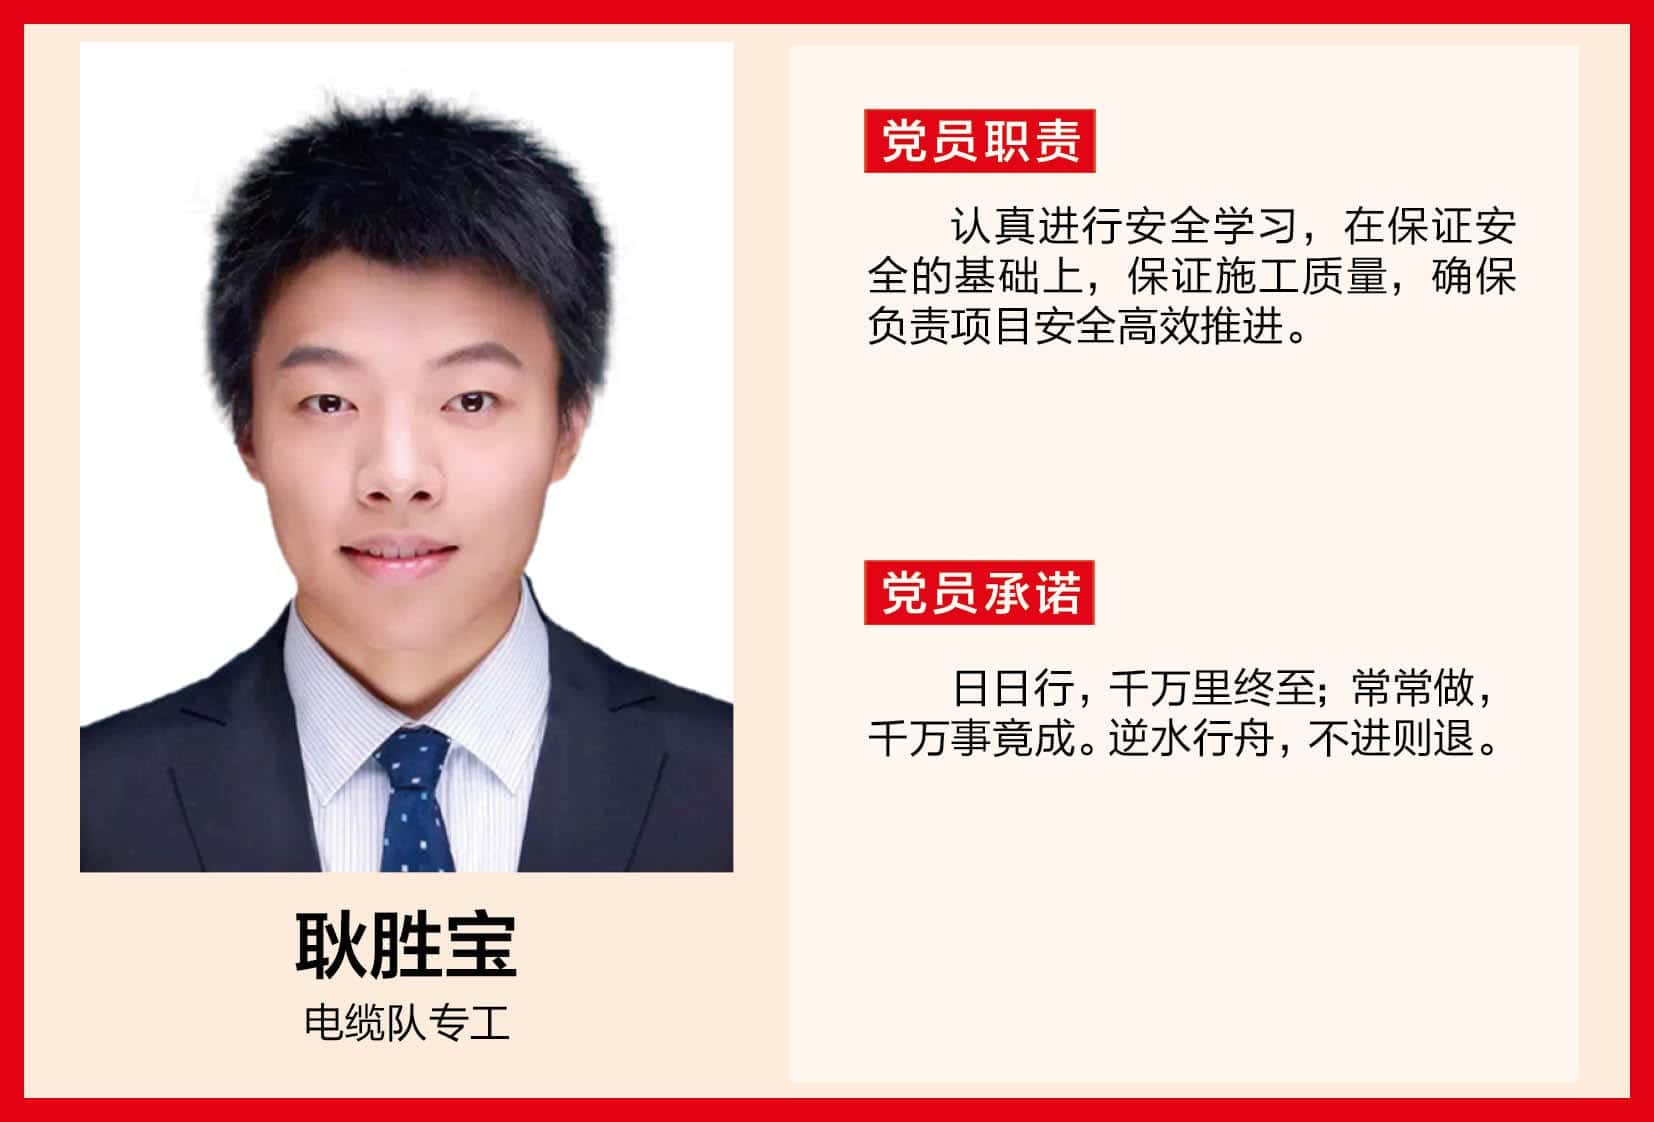 党员职责
认真进行安全学习，在保证安
全的基础上，保证施工质量，确保
负责项目安全高效推进。
党员承诺
日日行，千万里终至；常常做，
千万事竟成。逆水行舟，不进则退。
耿胜宝
电缆队专工